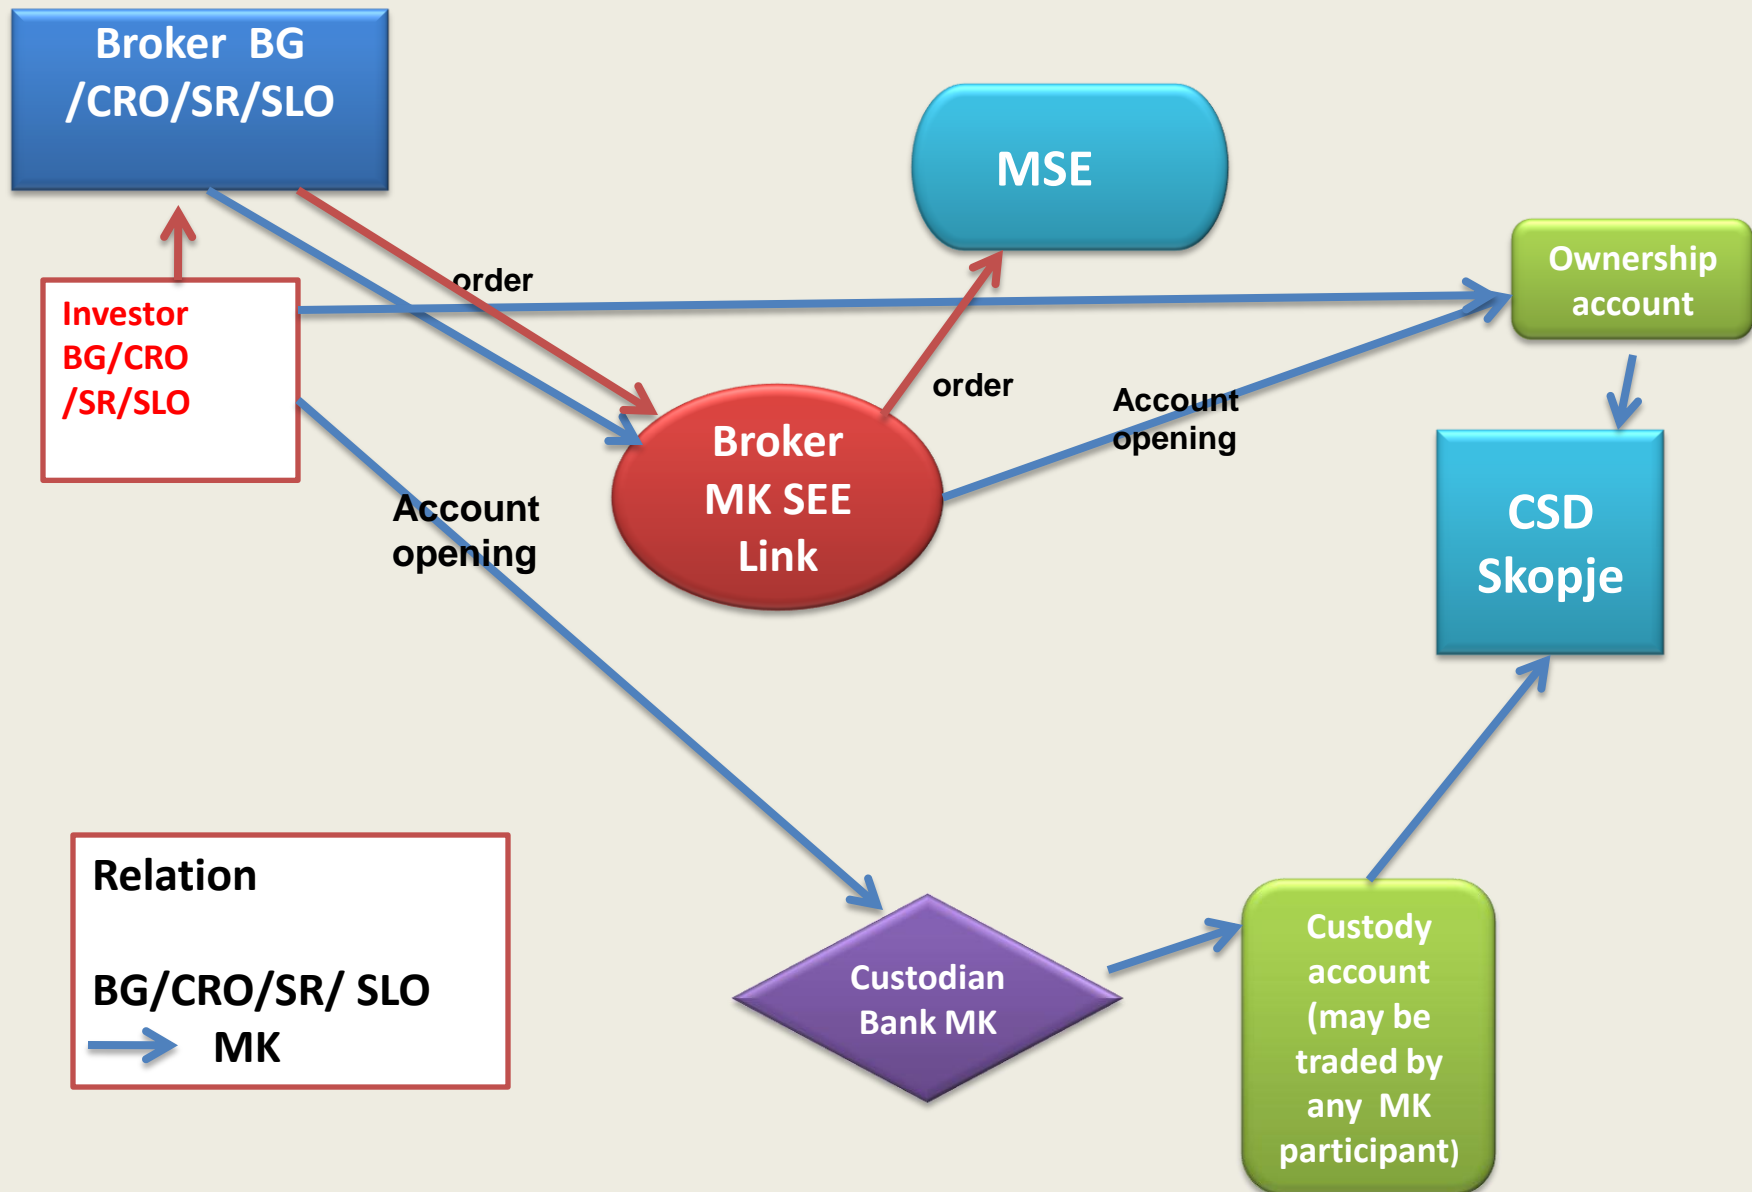 Broker BG
/CRO/SR/SLO
MSE
Ownership
account
order
Investor
BG/CRO
/SR/SLO
order
Account
opening
Broker
MK SEE
Link
Account
opening
CSD
Skopje
Relation
BG/CRO/SR/ SLO
MK
Custodian
Bank MK
Custody
account
(may be
traded by
any MK
participant)